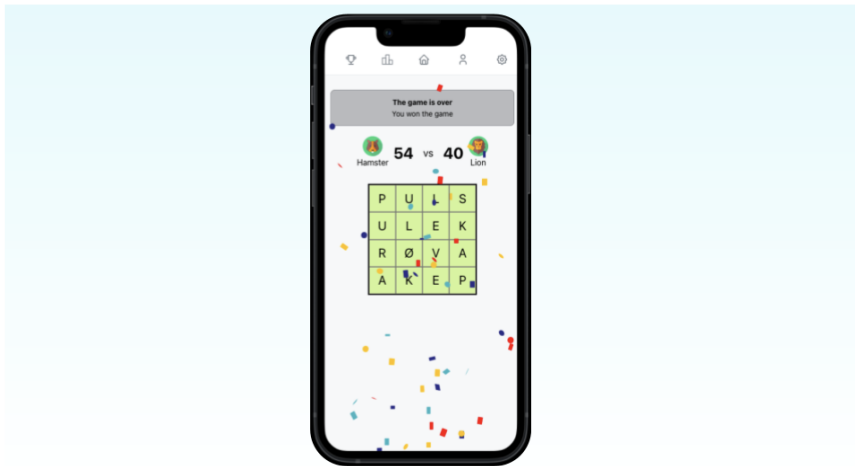 The game is over
You won the game
54 vs 40
Hamster Lion
P U L S
U L E K
R Ø V A
A K E P